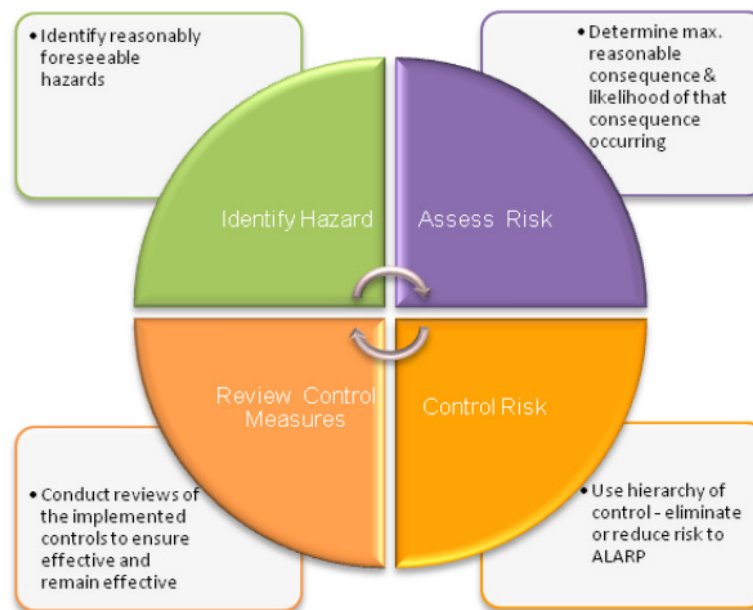 • Identify reasonably
foreseeable
hazards
• Determine max.
reasonable
consequence &
likelihood of that
consequence
occurring
Identify Hazard
Assess Risk
Review Control
Measures
Control Risk
• Conduct reviews of
the implemented
controls to ensure
effective and
remain effective
• Use hierarchy of
control - eliminate
or reduce risk to
ALARP